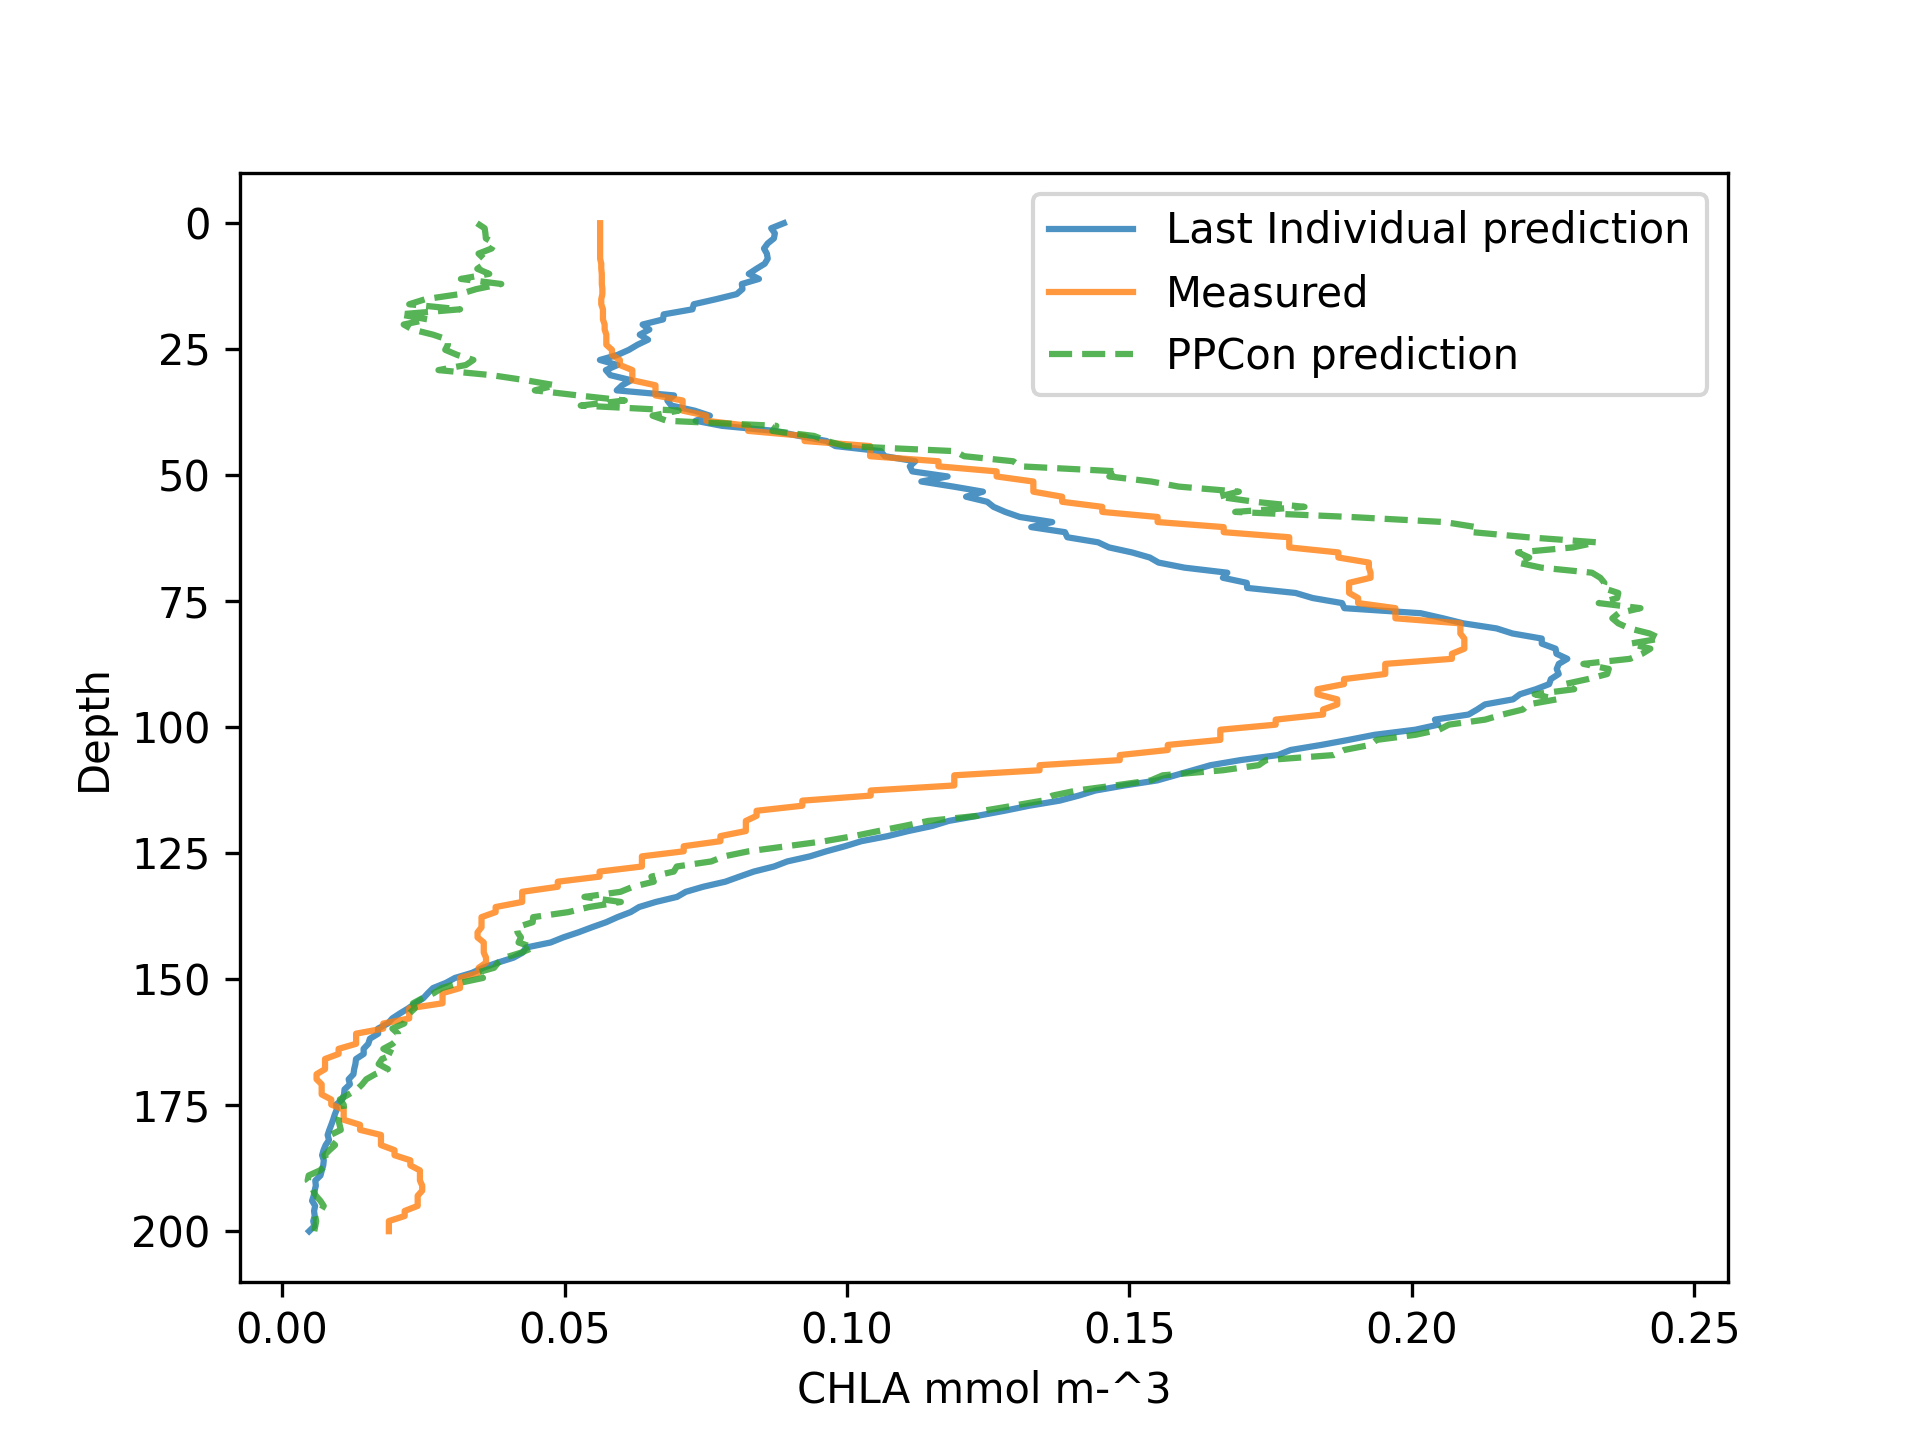 Last Individual prediction
Measured
PPCon prediction
0
25
50
75
100
125
150
175
200
Depth
0.00 0.05 0.10 0.15 0.20 0.25
CHLA mmol m-^3